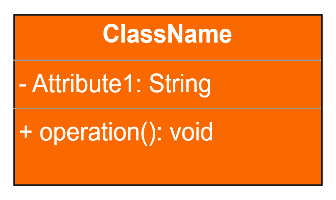 ClassName
- Attribute1: String
+ operation(): void